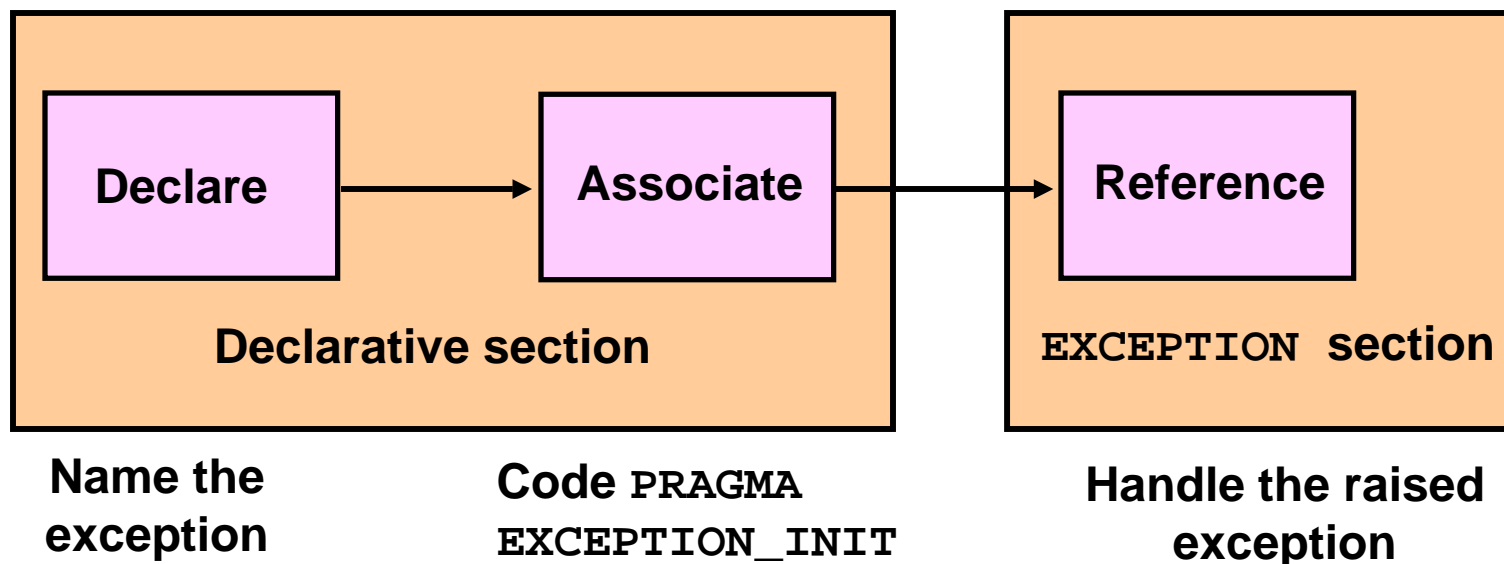 Declare
Associate
Reference
Declarative section
EXCEPTION section
Name the
exception
Code PRAGMA
EXCEPTION_INIT
Handle the raised
exception